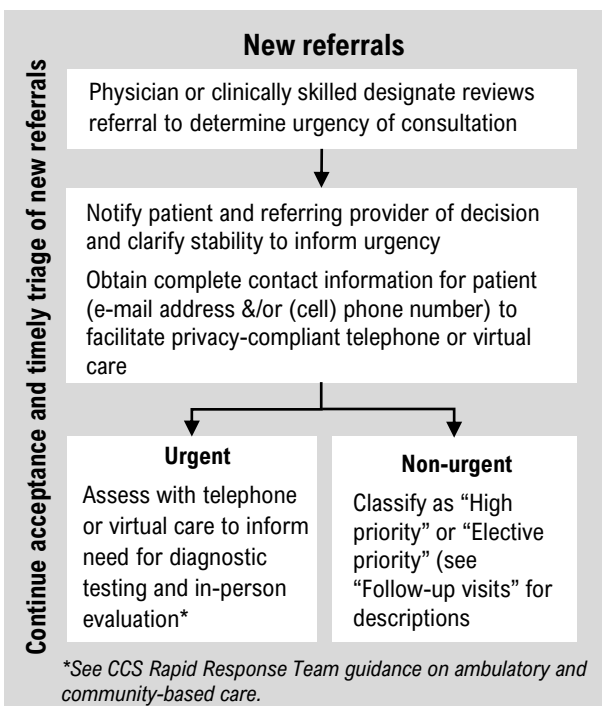 New referrals
Continue acceptance and timely triage of new referrals
Physician or clinically skilled designate reviews
referral to determine urgency of consultation
Notify patient and referring provider of decision
and clarify stability to inform urgency
Obtain complete contact information for patient
(e-mail address &/or (cell) phone number) to
facilitate privacy-compliant telephone or virtual
care
Urgent
Assess with telephone
or virtual care to inform
need for diagnostic
testing and in-person
evaluation*
Non-urgent
Classify as “High
priority” or “Elective
priority” (see
“Follow-up visits” for
descriptions
*See CCS Rapid Response Team guidance on ambulatory and
community-based care.